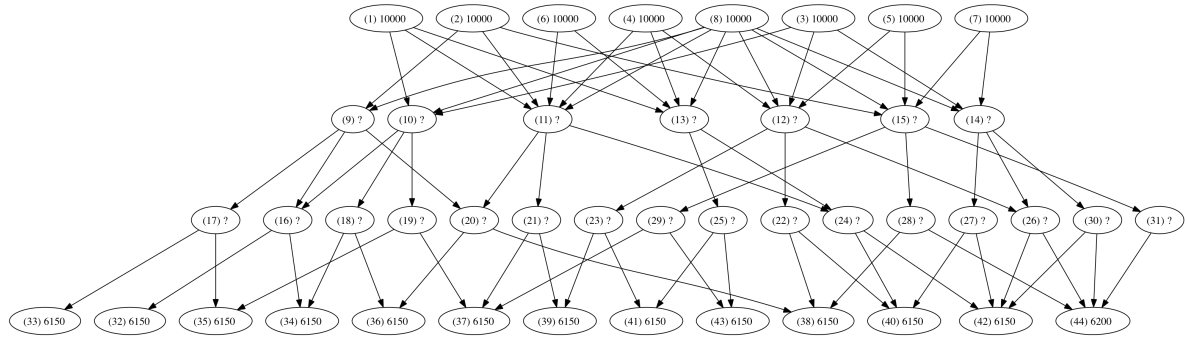 (1) 10000 (2) 10000 (6) 10000 (4) 10000 (8) 10000 (3) 10000 (5) 10000 (7) 10000
(9) ? (10) ? (11) ? (13) ? (12) ? (15) ? (14) ?
(17) ? (16) ? (18) ? (19) ? (20) ? (21) ? (23) ? (29) ? (25) ? (22) ? (24) ? (28) ? (27) ? (26) ? (30) ? (31) ?
(33) 6150 (32) 6150 (35) 6150 (34) 6150 (36) 6150 (37) 6150 (39) 6150 (41) 6150 (43) 6150 (38) 6150 (40) 6150 (42) 6150 (44) 6200